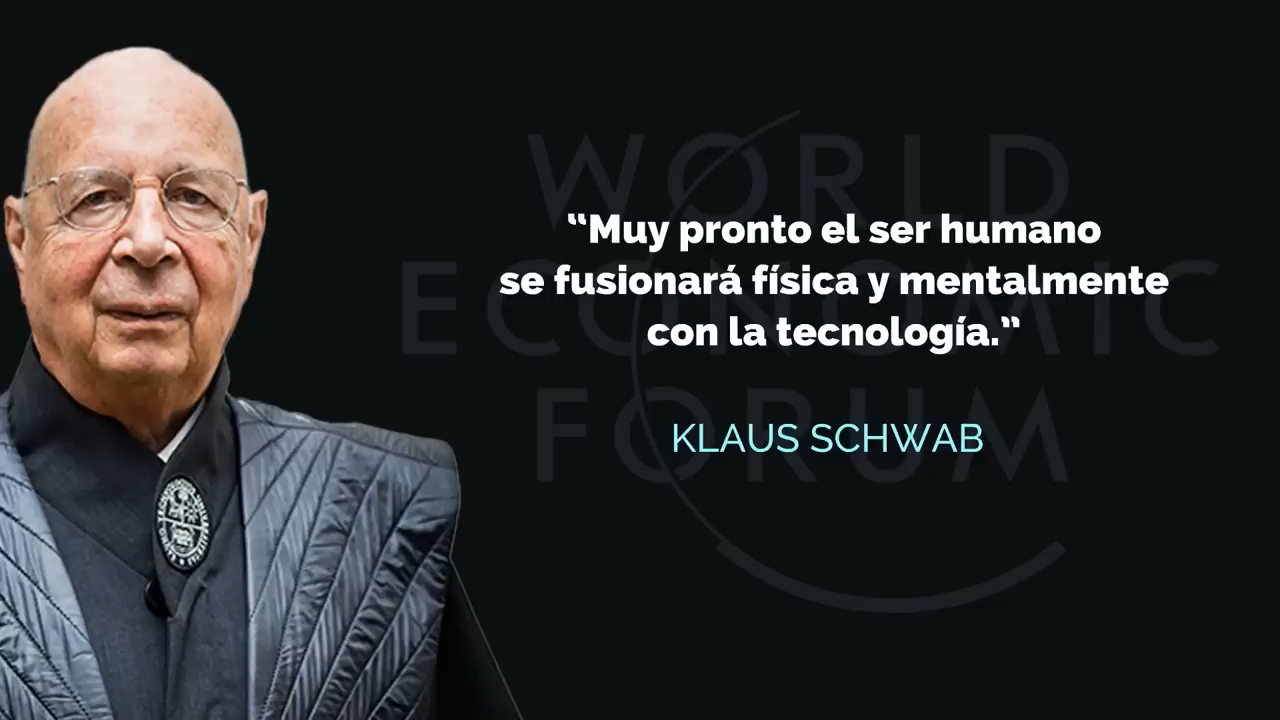 WORLD
ECONOMIC
FORUM
“Muy pronto el ser humano
se fusionará física y mentalmente
con la tecnología.”
KLAUS SCHWAB